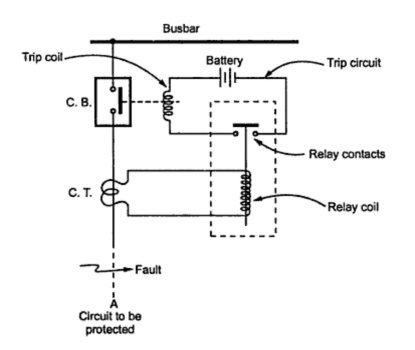 Busbar
Trip coil
Battery
Trip circuit
C. B.
Relay contacts
C. T.
Relay coil
Fault
A
Circuit to be
protected